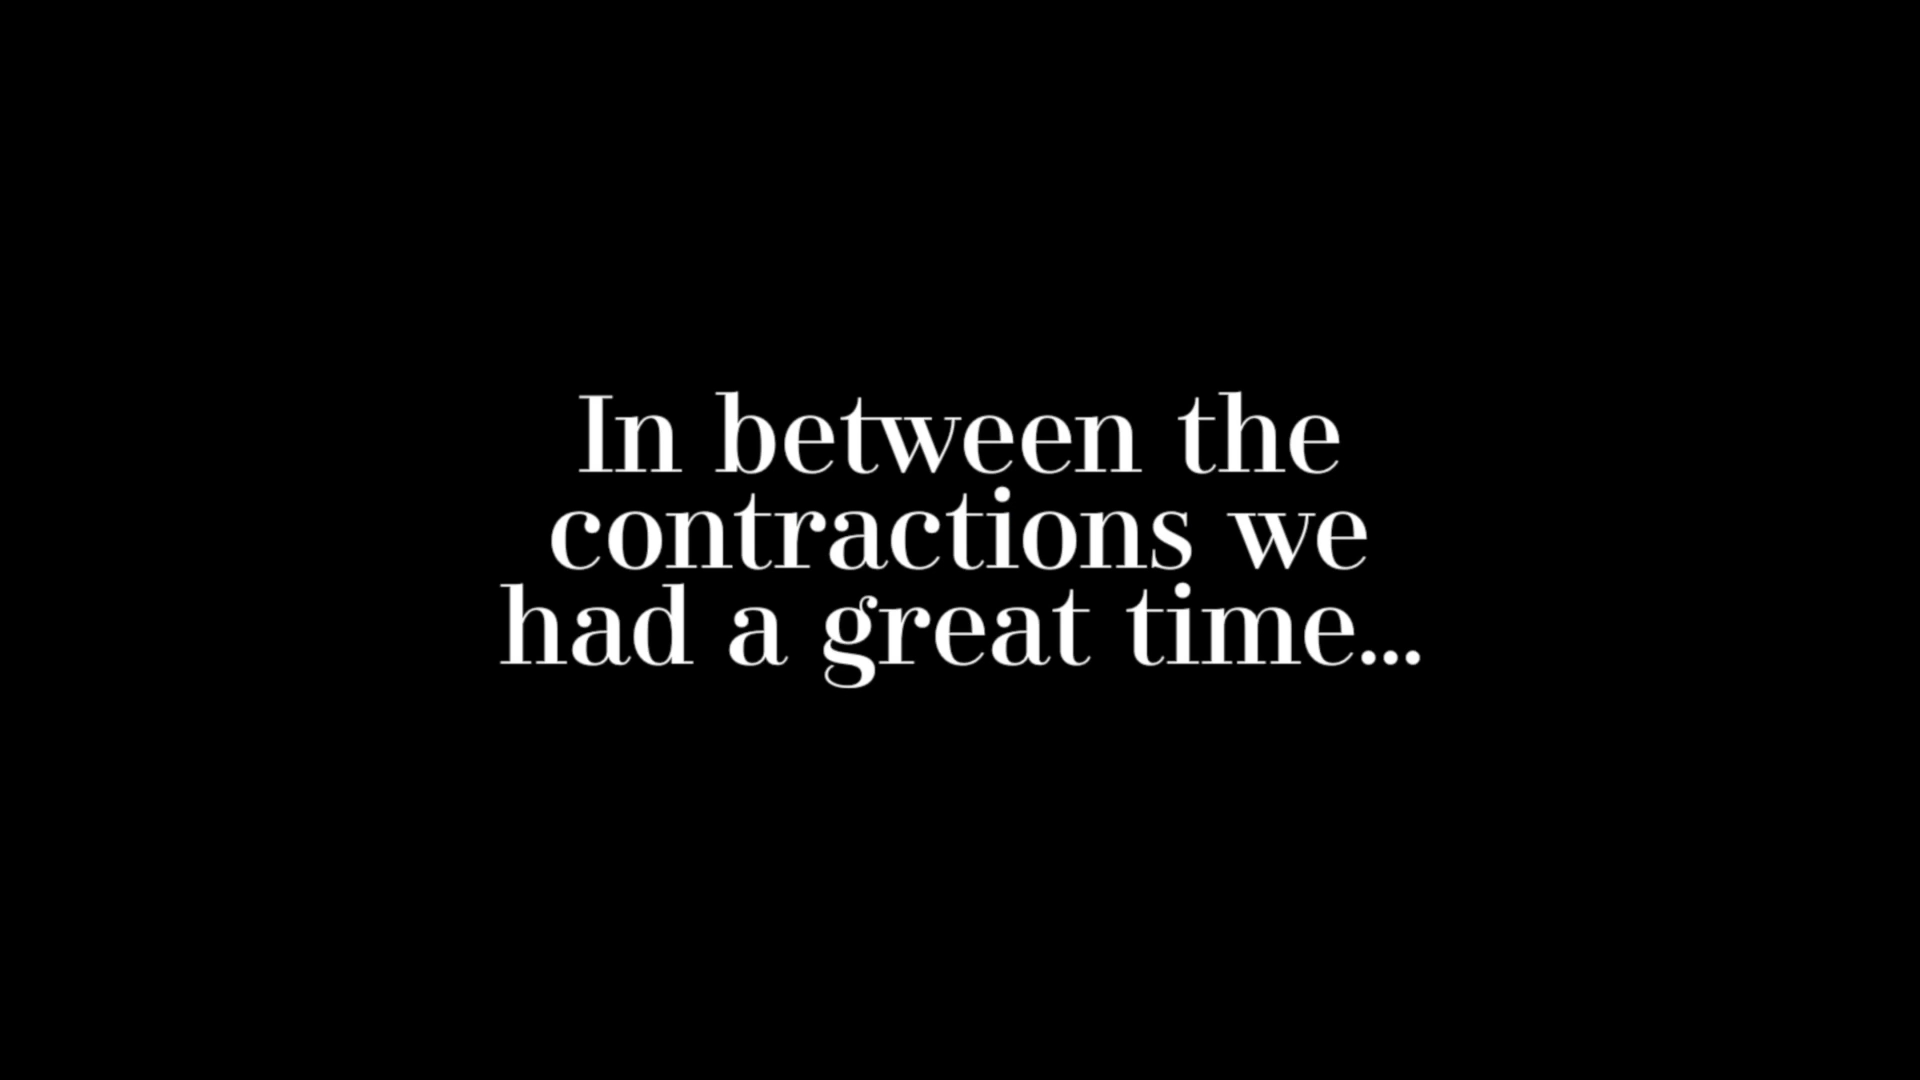 In between the
contractions we
had a great time...